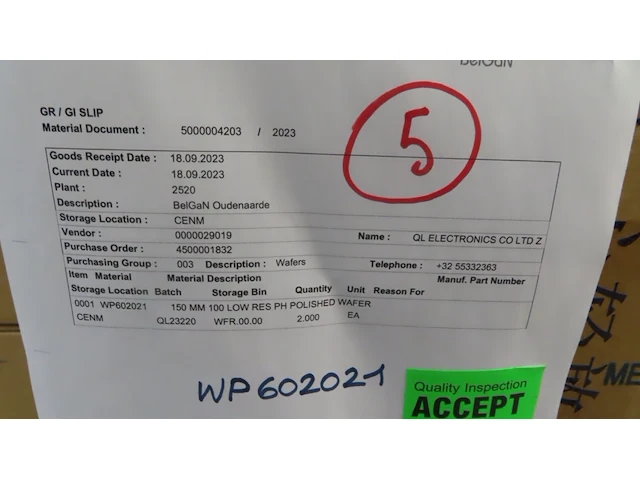 BelGaN
GR / GI SLIP
Material Document : 5000004203 / 2023
5
Goods Receipt Date : 18.09.2023
Current Date : 18.09.2023
Plant : 2520
Description : BelGaN Oudenaarde
Storage Location : CENM
Vendor : 0000029019 Name : QL ELECTRONICS CO LTD Z
Purchase Order : 4500001832
Purchasing Group : 003 Description : Wafers Telephone : +32 55332363
Item Material Material Description Manuf. Part Number
Storage Location Batch Storage Bin Quantity Unit Reason For
0001 WP602021 150 MM 100 LOW RES PH POLISHED WAFER
CENM QL23220 WFR.00.00 2.000 EA
WP602021
Quality Inspection
ACCEPT